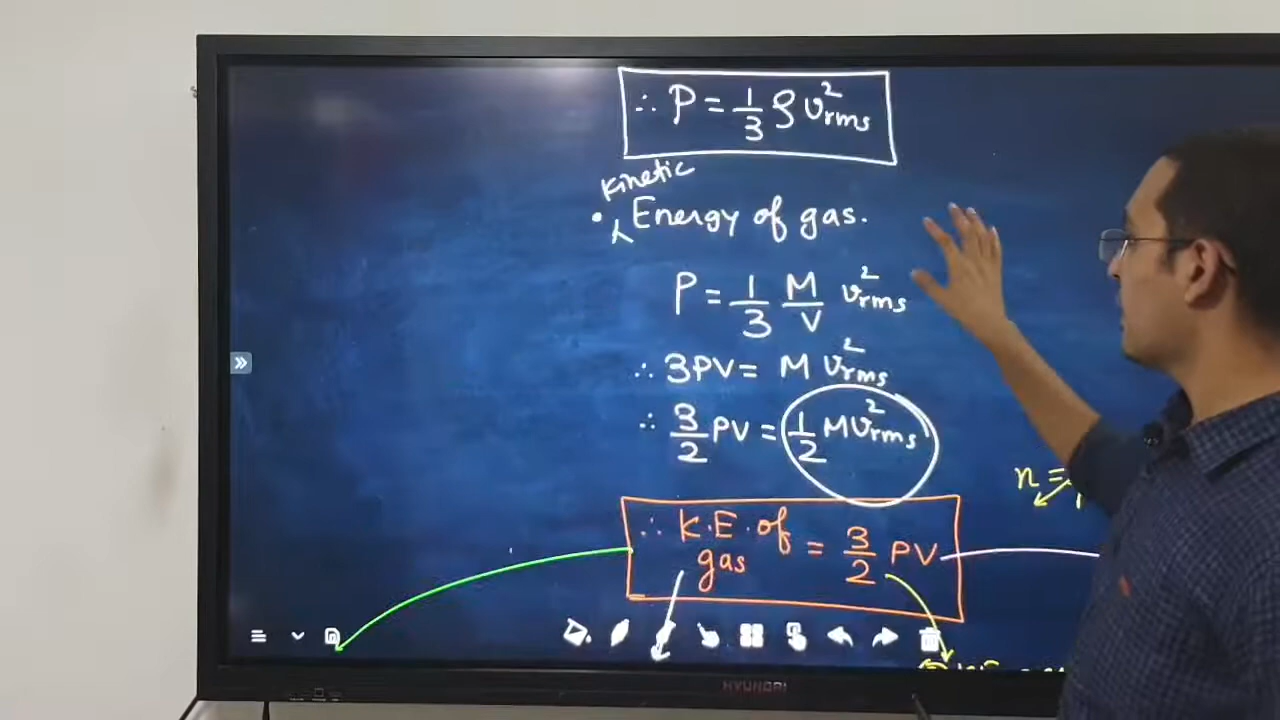 ∴ P = 1/3 ρ v²rms
Kinetic
• Energy of gas.
P = 1/3 M/V v²rms
∴ 3PV = M v²rms
∴ 3/2 PV = 1/2 M v²rms
n =
∴ K.E. of gas = 3/2 PV
HYUNDAI